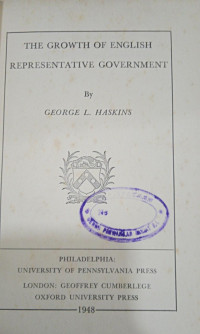 THE GROWTH OF ENGLISH
REPRESENTATIVE GOVERNMENT
By
GEORGE L. HASKINS
PHILADELPHIA:
UNIVERSITY OF PENNSYLVANIA PRESS
LONDON: GEOFFREY CUMBERLEGE
OXFORD UNIVERSITY PRESS
1948